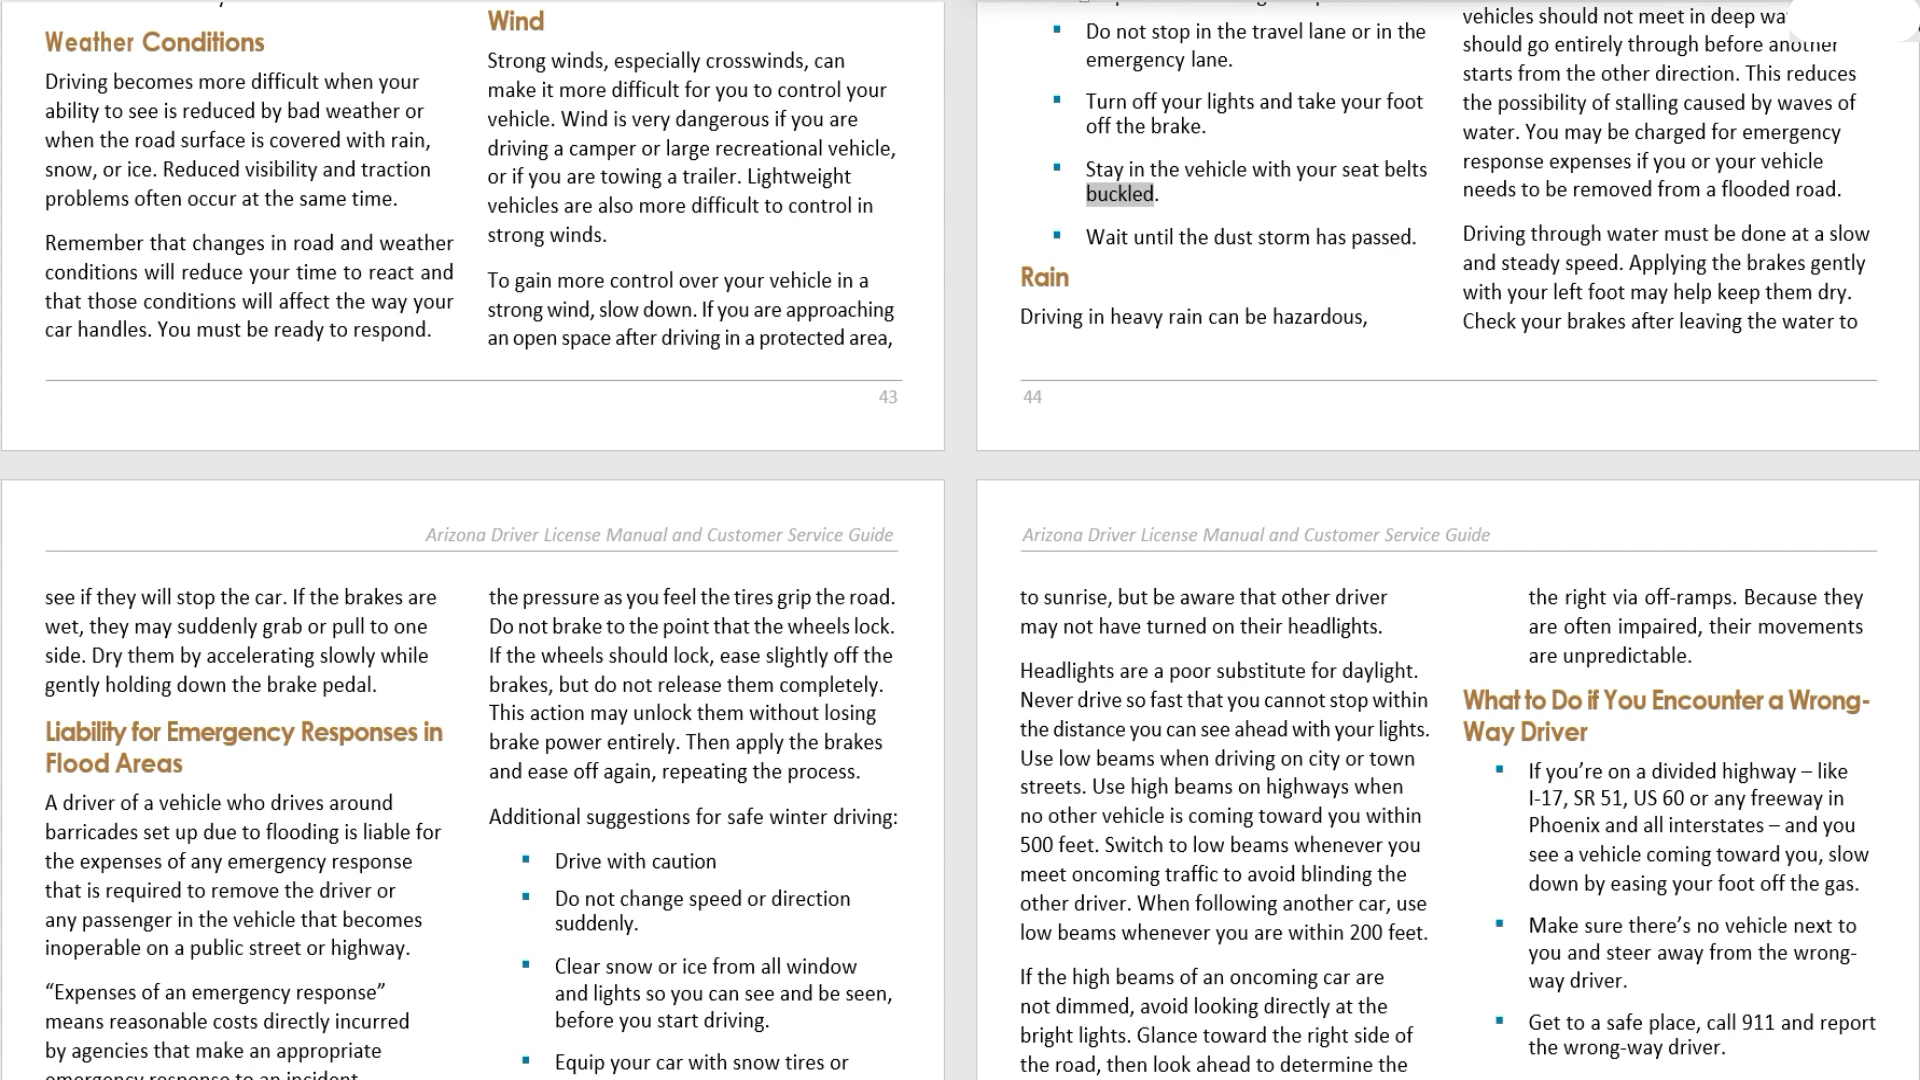 Weather Conditions
Driving becomes more difficult when your
ability to see is reduced by bad weather or
when the road surface is covered with rain,
snow, or ice. Reduced visibility and traction
problems often occur at the same time.
Remember that changes in road and weather
conditions will reduce your time to react and
that those conditions will affect the way your
car handles. You must be ready to respond.
Wind
Strong winds, especially crosswinds, can
make it more difficult for you to control your
vehicle. Wind is very dangerous if you are
driving a camper or large recreational vehicle,
or if you are towing a trailer. Lightweight
vehicles are also more difficult to control in
strong winds.
To gain more control over your vehicle in a
strong wind, slow down. If you are approaching
an open space after driving in a protected area,
43
Do not stop in the travel lane or in the
emergency lane.
Turn off your lights and take your foot
off the brake.
Stay in the vehicle with your seat belts
buckled.
Wait until the dust storm has passed.
Rain
Driving in heavy rain can be hazardous,
vehicles should not meet in deep
should go entirely through before another
starts from the other direction. This reduces
the possibility of stalling caused by waves of
water. You may be charged for emergency
response expenses if you or your vehicle
needs to be removed from a flooded road.
Driving through water must be done at a slow
and steady speed. Applying the brakes gently
with your left foot may help keep them dry.
Check your brakes after leaving the water to
44
Arizona Driver License Manual and Customer Service Guide
see if they will stop the car. If the brakes are
wet, they may suddenly grab or pull to one
side. Dry them by accelerating slowly while
gently holding down the brake pedal.
Liability for Emergency Responses in
Flood Areas
A driver of a vehicle who drives around
barricades set up due to flooding is liable for
the expenses of any emergency response
that is required to remove the driver or
any passenger in the vehicle that becomes
inoperable on a public street or highway.
“Expenses of an emergency response”
means reasonable costs directly incurred
by agencies that make an appropriate
emergency response to an incident.
the pressure as you feel the tires grip the road.
Do not brake to the point that the wheels lock.
If the wheels should lock, ease slightly off the
brakes, but do not release them completely.
This action may unlock them without losing
brake power entirely. Then apply the brakes
and ease off again, repeating the process.
Additional suggestions for safe winter driving:
Drive with caution
Do not change speed or direction
suddenly.
Clear snow or ice from all window
and lights so you can see and be seen,
before you start driving.
Equip your car with snow tires or
Arizona Driver License Manual and Customer Service Guide
to sunrise, but be aware that other driver
may not have turned on their headlights.
Headlights are a poor substitute for daylight.
Never drive so fast that you cannot stop within
the distance you can see ahead with your lights.
Use low beams when driving on city or town
streets. Use high beams on highways when
no other vehicle is coming toward you within
500 feet. Switch to low beams whenever you
meet oncoming traffic to avoid blinding the
other driver. When following another car, use
low beams whenever you are within 200 feet.
If the high beams of an oncoming car are
not dimmed, avoid looking directly at the
bright lights. Glance toward the right side of
the road, then look ahead to determine the
the right via off-ramps. Because they
are often impaired, their movements
are unpredictable.
What to Do if You Encounter a Wrong-
Way Driver
If you’re on a divided highway – like
I-17, SR 51, US 60 or any freeway in
Phoenix and all interstates – and you
see a vehicle coming toward you, slow
down by easing your foot off the gas.
Make sure there’s no vehicle next to
you and steer away from the wrong-
way driver.
Get to a safe place, call 911 and report
the wrong-way driver.